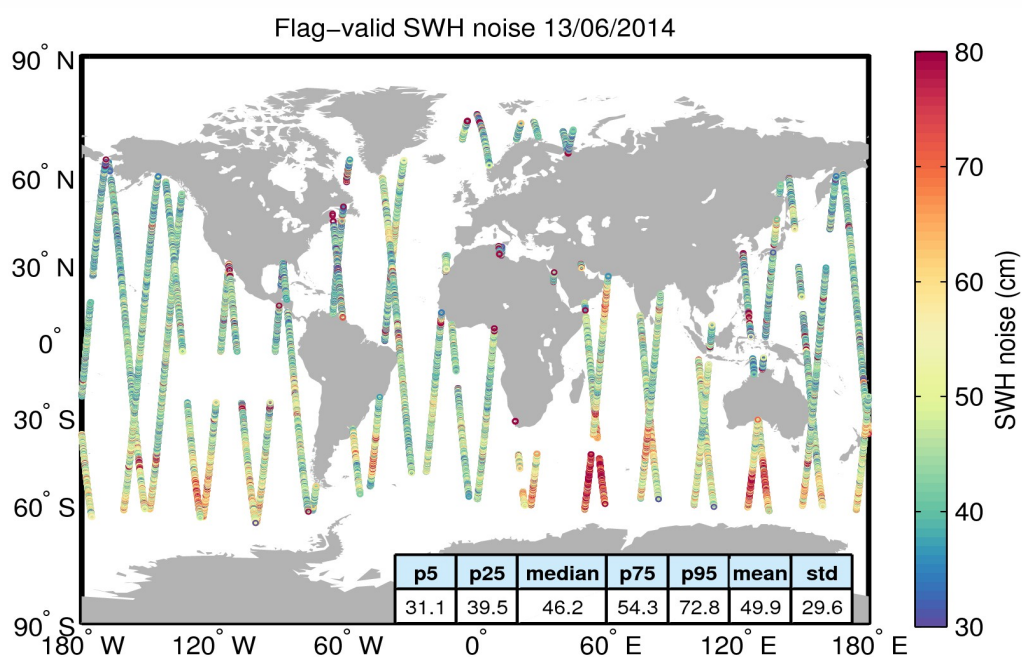 Flag−valid SWH noise 13/06/2014
90° N
60° N
30° N
0°
30° S
60° S
90° S
180° W
120° W
60° W
0°
60° E
120° E
180° E
80
70
60
50
40
30
SWH noise (cm)
p5 p25 median p75 p95 mean std
31.1 39.5 46.2 54.3 72.8 49.9 29.6